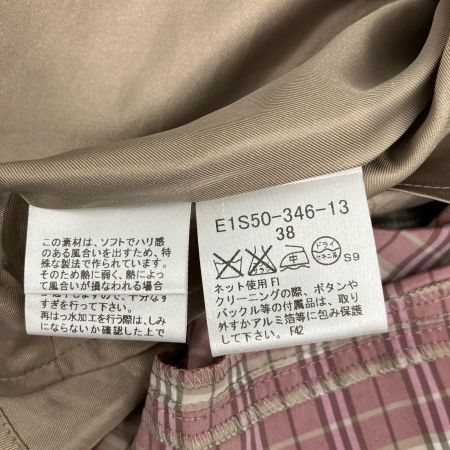 この素材は、ソフトでハリ感
のある風合いを出すため、特
殊な製法で作られています。
そのため熱に弱く、熱によっ
て風合いが損なわれる場合
すぎを行って下さい。
再はっ水加工を行う際は、しみ
にならないか確認した上で
E1S50-346-13
38
中
ドライ
セキユ系
S9
ネット使用 F1
クリーニングの際、ボタンや
バックル等の付属品は、取り
外すかアルミ箔等に包み保護
して下さい。 F42